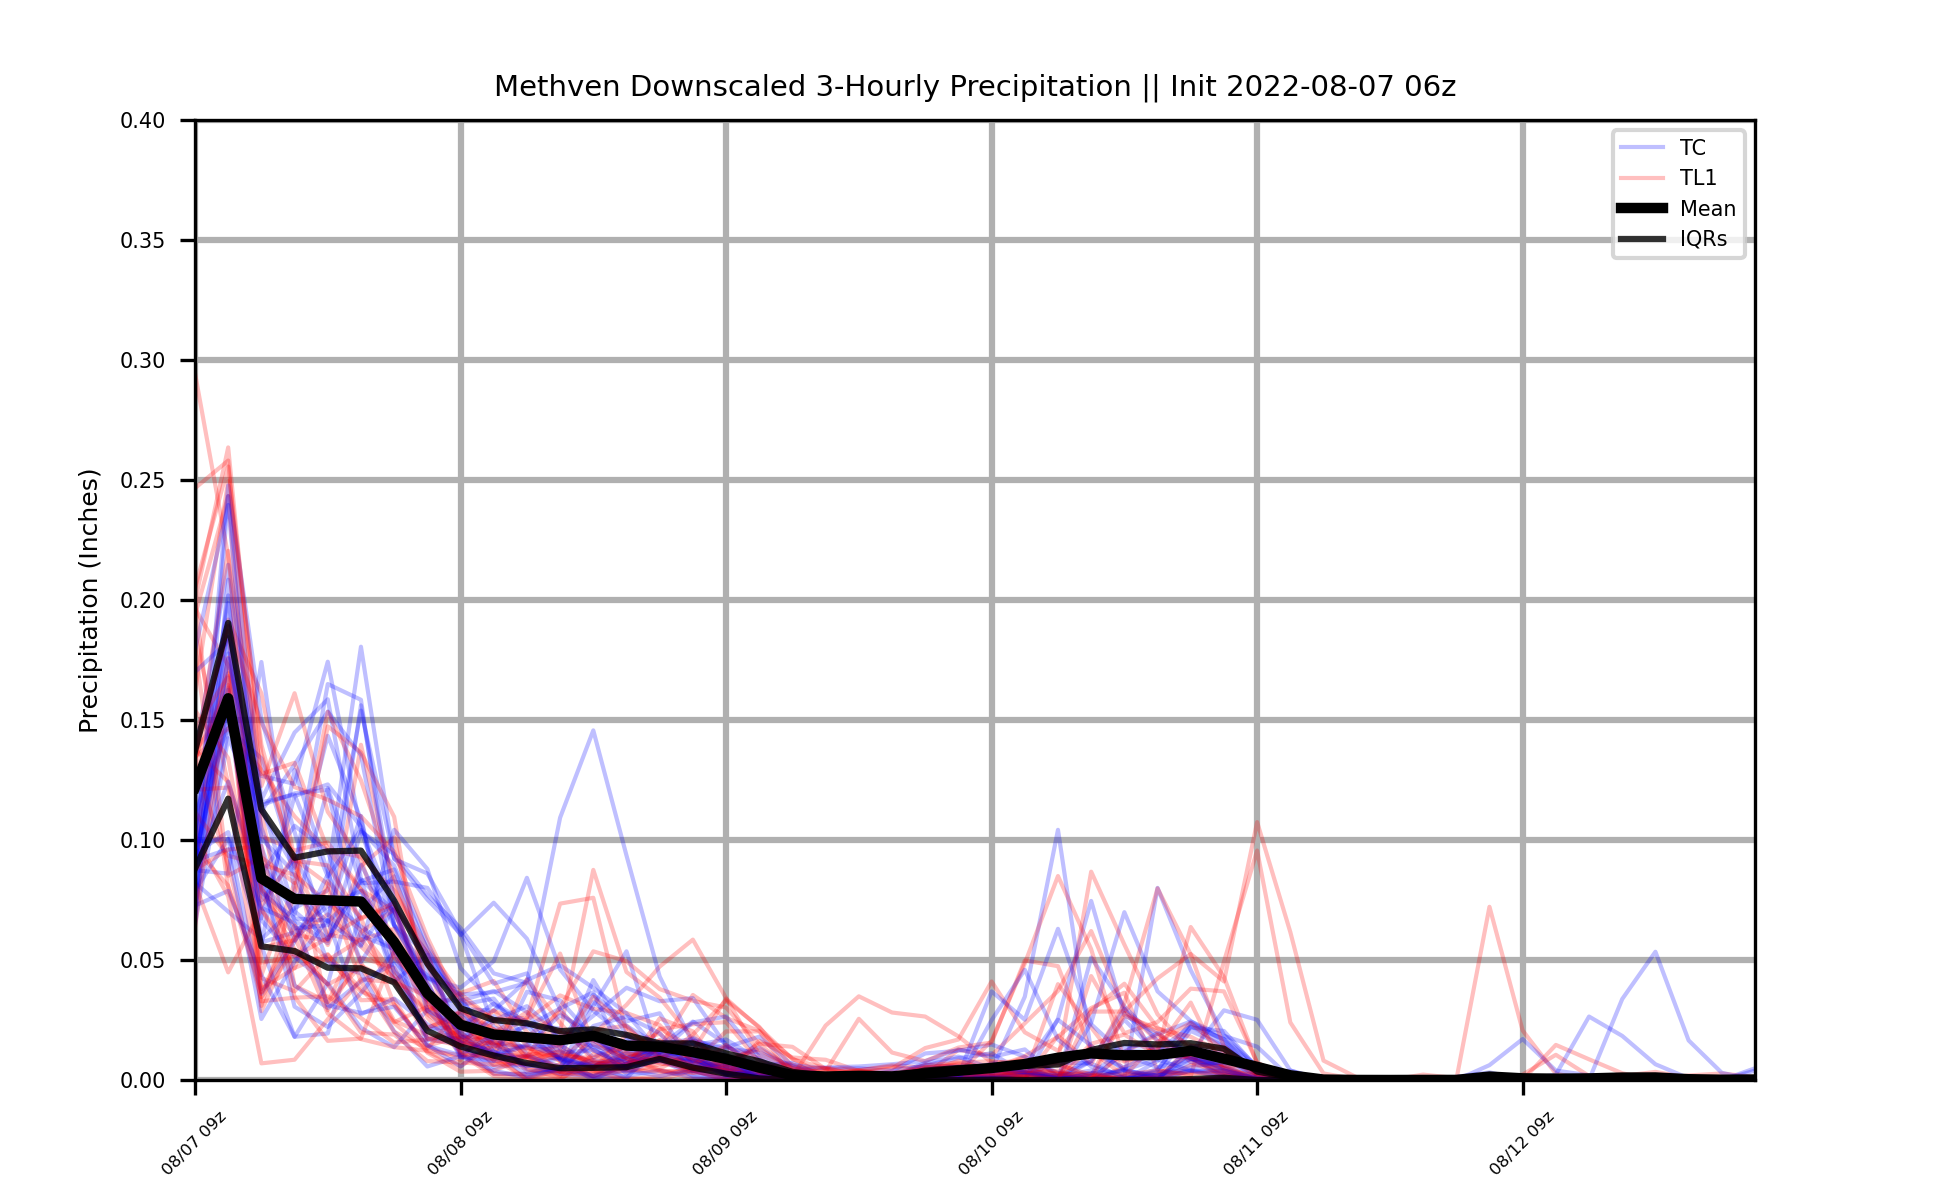 Methven Downscaled 3-Hourly Precipitation || Init 2022-08-07 06z
Precipitation (Inches)
0.40
0.35
0.30
0.25
0.20
0.15
0.10
0.05
0.00
TC
TL1
Mean
IQRs
08/07 09z
08/08 09z
08/09 09z
08/10 09z
08/11 09z
08/12 09z